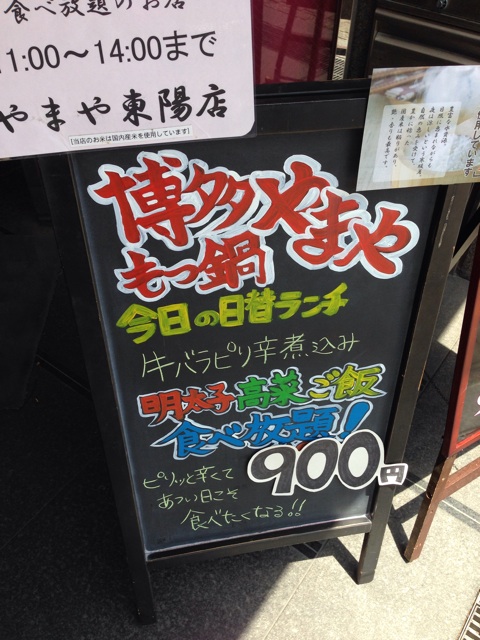 食べ放題のお店
11:00～14:00まで
やまや東陽店
[当店のお米は国内産米を使用しています]
博多やまや
もつ鍋
今日の日替ランチ
牛バラピリ辛煮込み
明太子高菜ご飯
食べ放題!
900円
ピリッと辛くて
あつい日こそ
食べたくなる!!